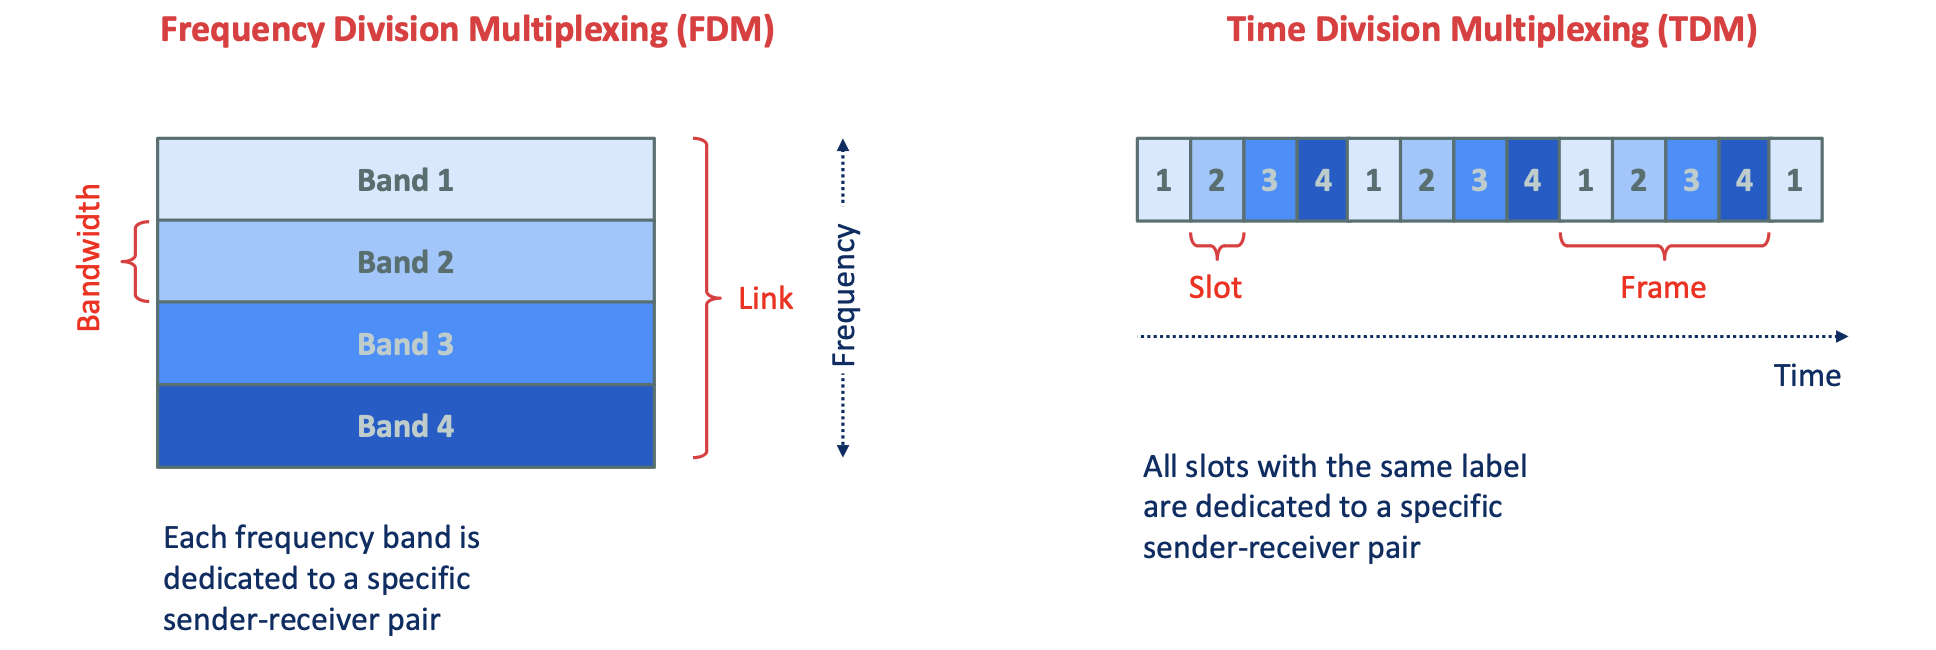 Frequency Division Multiplexing (FDM)
Band 1
Band 2
Band 3
Band 4
Bandwidth
Link
Frequency
Each frequency band is
dedicated to a specific
sender-receiver pair
Time Division Multiplexing (TDM)
1 2 3 4 1 2 3 4 1 2 3 4 1
Slot
Frame
Time
All slots with the same label
are dedicated to a specific
sender-receiver pair